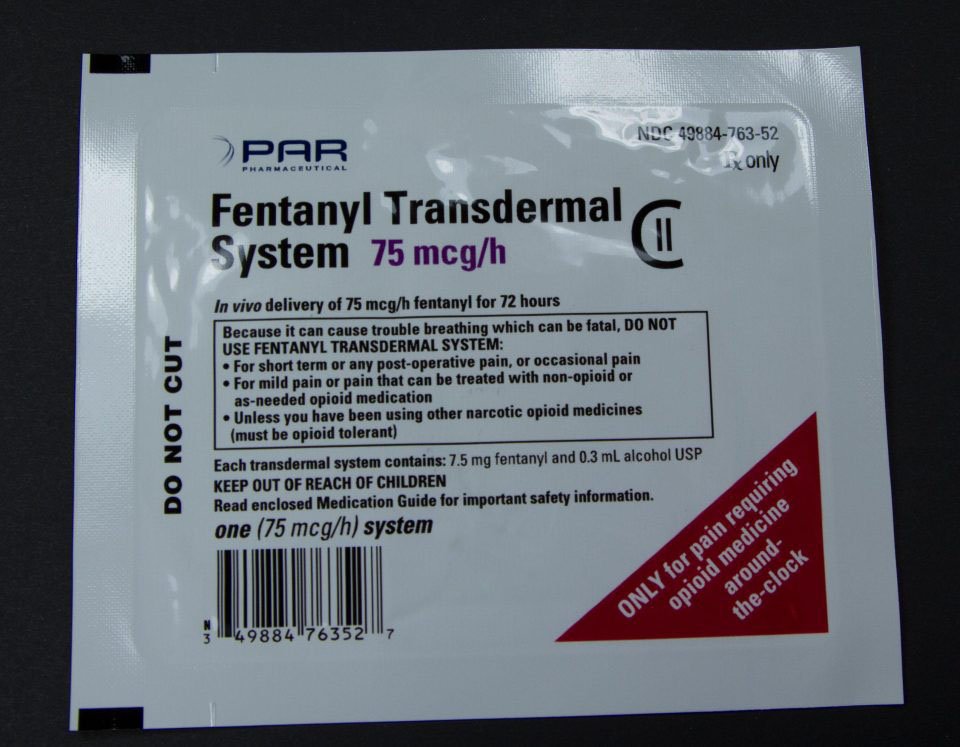 PAR
PHARMACEUTICAL
NDC 49884-763-52
Rx only
Fentanyl Transdermal
System 75 mcg/h
CII
In vivo delivery of 75 mcg/h fentanyl for 72 hours
Because it can cause trouble breathing which can be fatal, DO NOT
USE FENTANYL TRANSDERMAL SYSTEM:
• For short term or any post-operative pain, or occasional pain
• For mild pain or pain that can be treated with non-opioid or
as-needed opioid medication
• Unless you have been using other narcotic opioid medicines
(must be opioid tolerant)
DO NOT CUT
Each transdermal system contains: 7.5 mg fentanyl and 0.3 mL alcohol USP
KEEP OUT OF REACH OF CHILDREN
Read enclosed Medication Guide for important safety information.
one (75 mcg/h) system
N
3 49884 76352 7
ONLY for pain requiring
opioid medicine
around-
the-clock